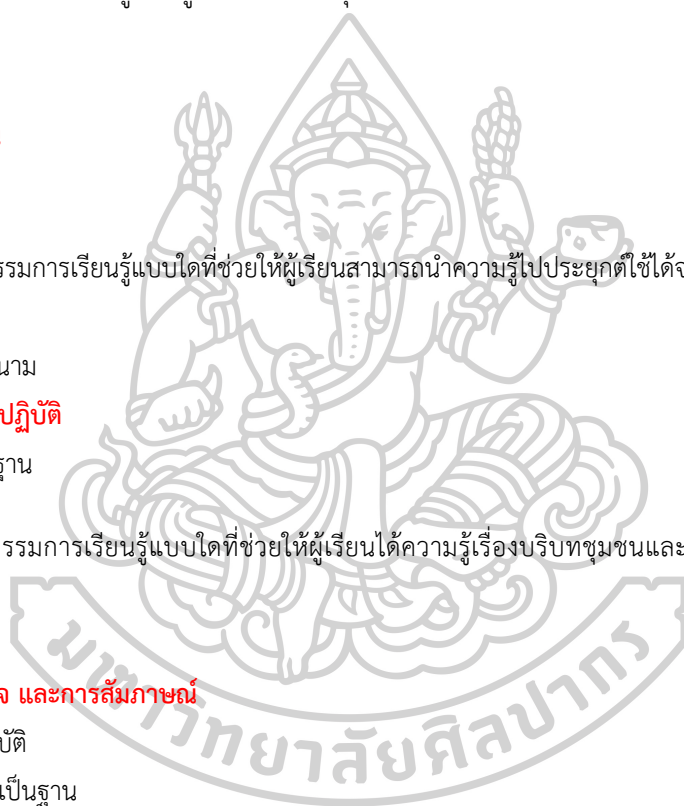 รรมการเรียนรู้แบบใดที่ช่วยให้ผู้เรียนสามารถนำความรู้ไปประยุกต์ใช้ได้จ
นาม
ปฏิบัติ
ฐาน
รรมการเรียนรู้แบบใดที่ช่วยให้ผู้เรียนได้ความรู้เรื่องบริบทชุมชนและ
จ และการสัมภาษณ์
บัติ
เป็นฐาน
มหาวิทยาลัยศิลปากร